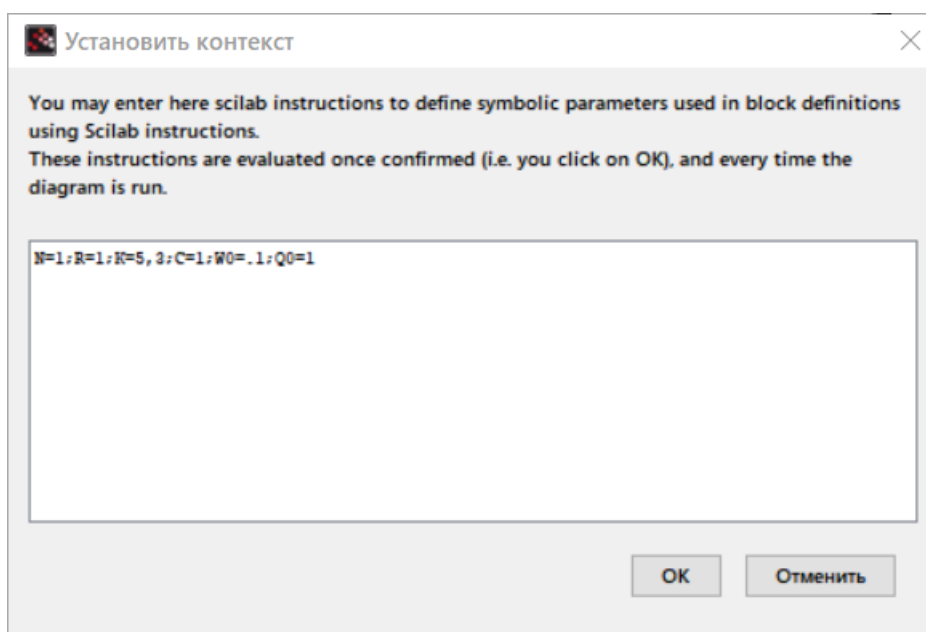 Установить контекст
You may enter here scilab instructions to define symbolic parameters used in block definitions
using Scilab instructions.
These instructions are evaluated once confirmed (i.e. you click on OK), and every time the
diagram is run.
N=1;R=1;K=5,3;C=1;W0=.1;Q0=1
OK
Отменить